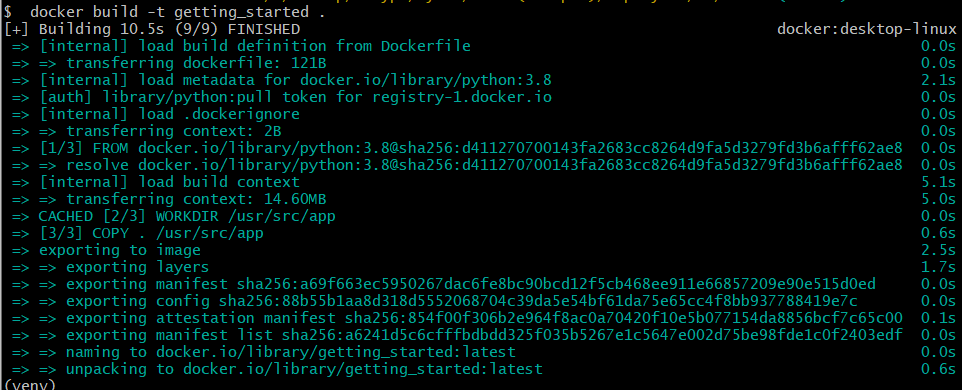 $  docker build -t getting_started .
[+] Building 10.5s (9/9) FINISHED docker:desktop-linux
=> [internal] load build definition from Dockerfile 0.0s
=> => transferring dockerfile: 121B 0.0s
=> [internal] load metadata for docker.io/library/python:3.8 2.1s
=> [auth] library/python:pull token for registry-1.docker.io 0.0s
=> [internal] load .dockerignore 0.0s
=> => transferring context: 2B 0.0s
=> [1/3] FROM docker.io/library/python:3.8@sha256:d411270700143fa2683cc8264d9fa5d3279fd3b6afff62ae8 0.0s
=> => resolve docker.io/library/python:3.8@sha256:d411270700143fa2683cc8264d9fa5d3279fd3b6afff62ae8 0.0s
=> [internal] load build context 5.1s
=> => transferring context: 14.60MB 5.0s
=> CACHED [2/3] WORKDIR /usr/src/app 0.0s
=> [3/3] COPY . /usr/src/app 0.6s
=> exporting to image 2.5s
=> => exporting layers 1.7s
=> => exporting manifest sha256:a69f663ec5950267dac6fe8bc90bcd12f5cb468ee911e66857209e90e515d0ed 0.0s
=> => exporting config sha256:88b55b1aa8d318d5552068704c39da5e54bf61da75e65cc4f8bb937788419e7c 0.0s
=> => exporting attestation manifest sha256:854f00f306b2e964f8ac0a70420f10e5b077154da8856bcf7c65c00 0.1s
=> => exporting manifest list sha256:a6241d5c6cfffbdbdd325f035b5267e1c5647e002d75be98fde1c0f2403edf 0.0s
=> => naming to docker.io/library/getting_started:latest 0.0s
=> => unpacking to docker.io/library/getting_started:latest 0.6s
(venv)